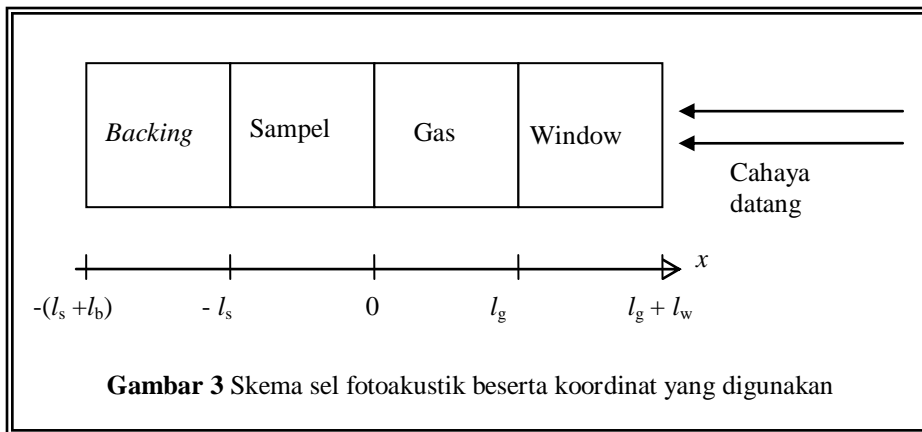 Backing Sampel Gas Window
Cahaya
datang
x
-(ls +lb) - ls 0 lg lg + lw
Gambar 3 Skema sel fotoakustik beserta koordinat yang digunakan